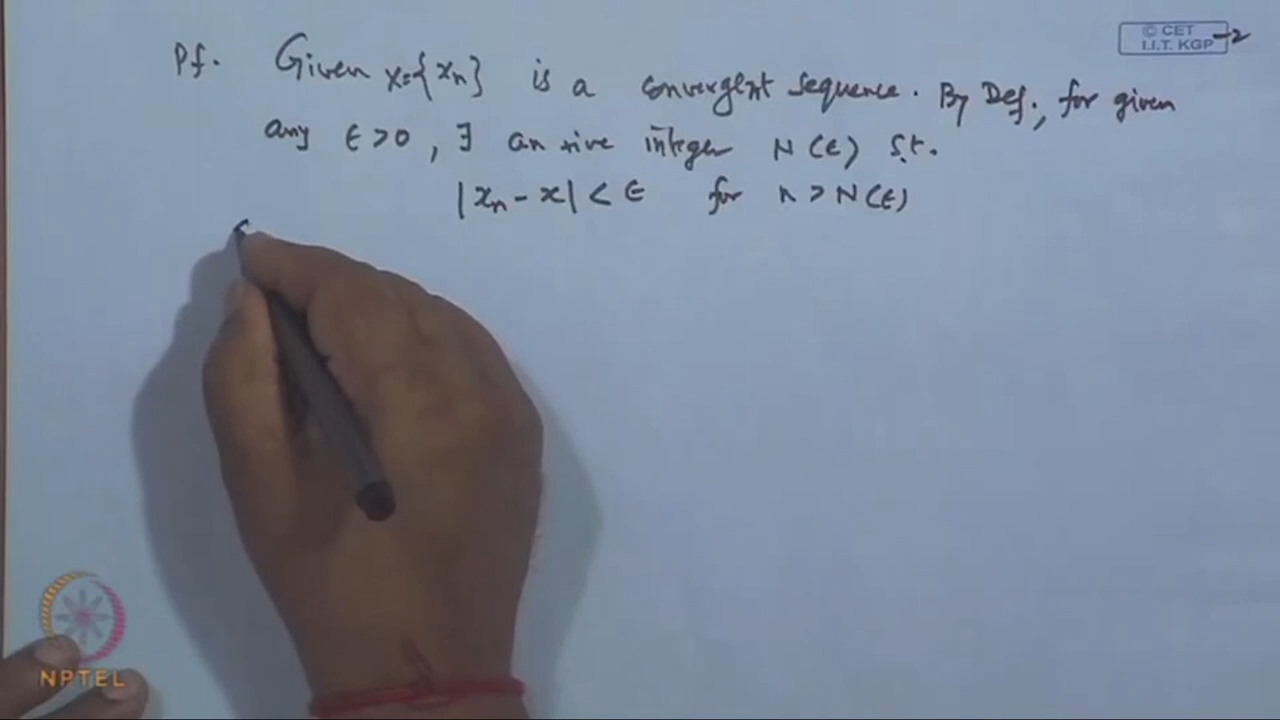 © CET
I.I.T. KGP
-2
Pf. Given X={xn} is a convergent sequence. By Def., for given
any ε>0, ∃ an +ive integer N(ε) s.t.
|xn - x| < ε for n > N(ε)
NPTEL